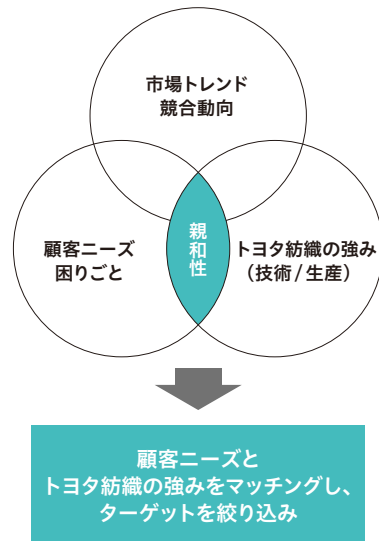 市場トレンド
競合動向
顧客ニーズ
困りごと
親和性
トヨタ紡織の強み
（技術/生産）
顧客ニーズと
トヨタ紡織の強みをマッチングし、
ターゲットを絞り込み